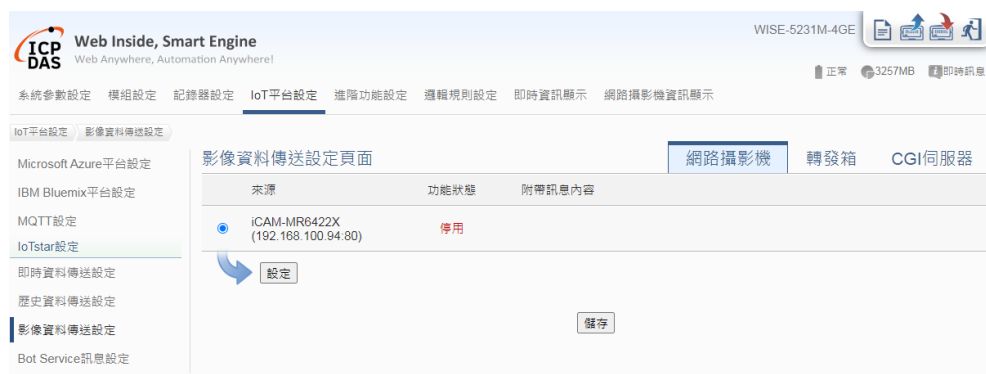 ICP DAS
Web Inside, Smart Engine
Web Anywhere, Automation Anywhere!
WISE-5231M-4GE
正常 3257MB 即時訊息
系統參數設定 模組設定 記錄器設定 IoT平台設定 進階功能設定 邏輯規則設定 即時資訊顯示 網路攝影機資訊顯示
IoT平台設定 影像資料傳送設定
Microsoft Azure平台設定
IBM Bluemix平台設定
MQTT設定
IoTstar設定
即時資料傳送設定
歷史資料傳送設定
影像資料傳送設定
Bot Service訊息設定
影像資料傳送設定頁面 網路攝影機 轉發箱 CGI伺服器
來源 功能狀態 附帶訊息內容
iCAM-MR6422X
(192.168.100.94:80)
停用
設定
儲存